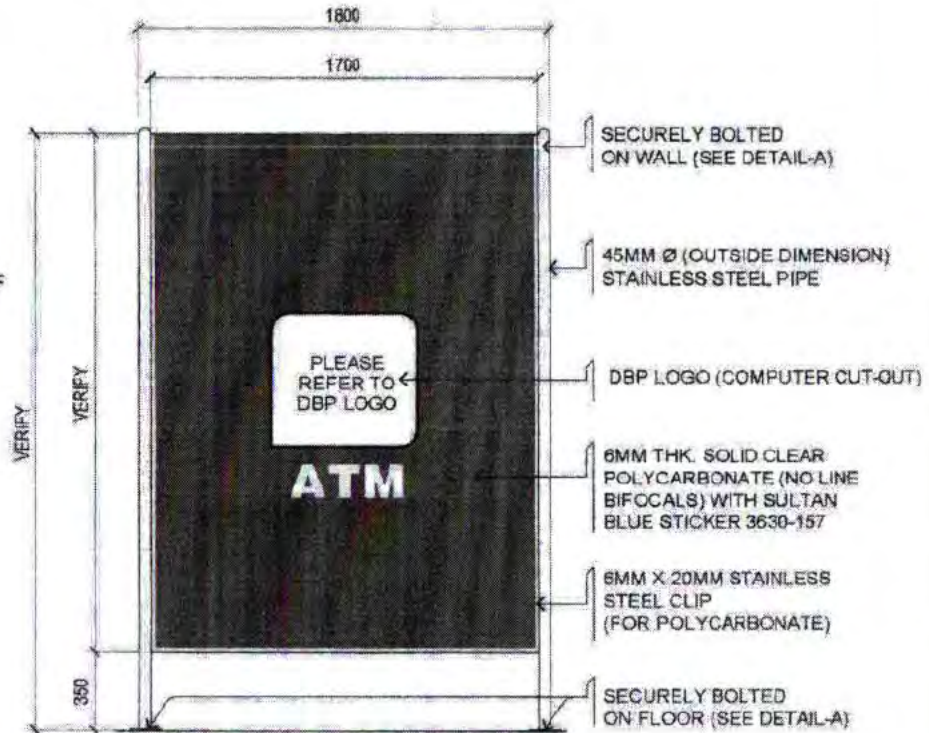 1800
1700
SECURELY BOLTED
ON WALL (SEE DETAIL-A)
45MM Ø (OUTSIDE DIMENSION)
STAINLESS STEEL PIPE
PLEASE
REFER TO
DBP LOGO
DBP LOGO (COMPUTER CUT-OUT)
VERIFY
VERIFY
ATM
6MM THK. SOLID CLEAR
POLYCARBONATE (NO LINE
BIFOCALS) WITH SULTAN
BLUE STICKER 3630-157
6MM X 20MM STAINLESS
STEEL CLIP
(FOR POLYCARBONATE)
350
SECURELY BOLTED
ON FLOOR (SEE DETAIL-A)